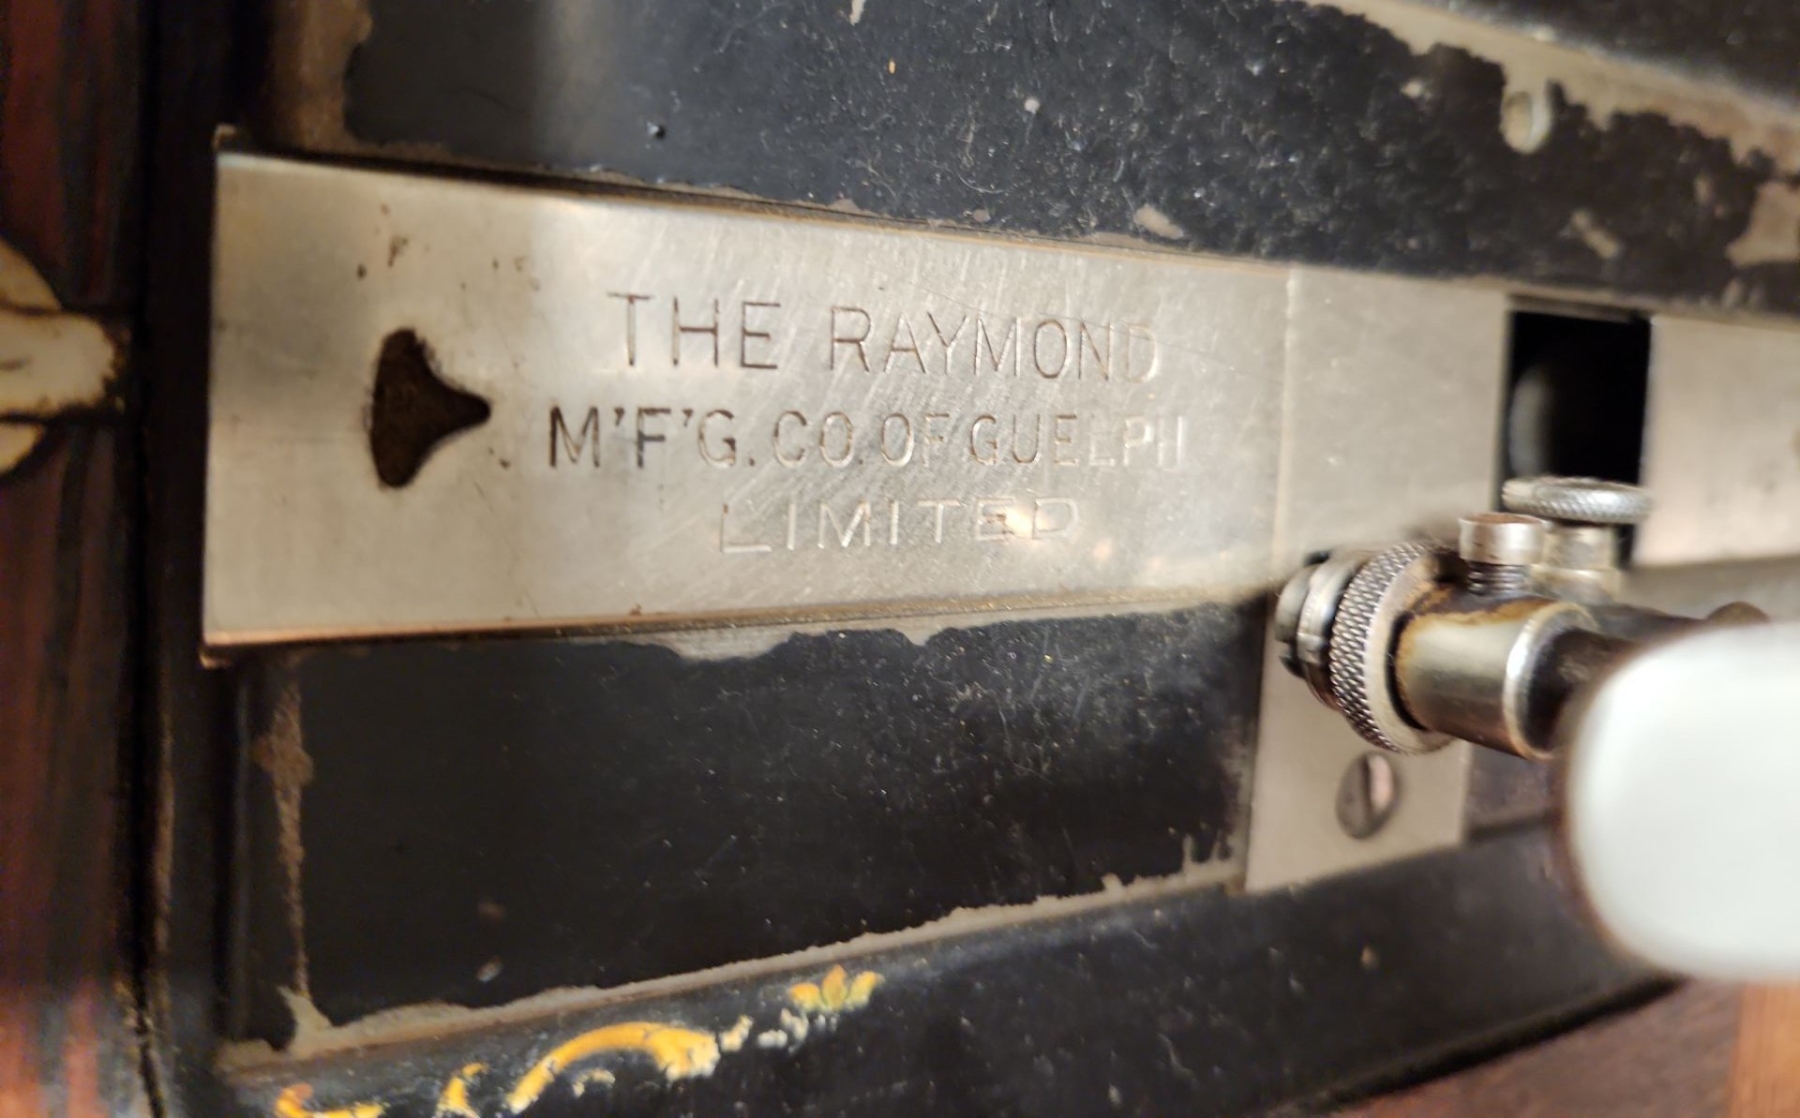 THE RAYMOND
M'F'G. CO. OF GUELPH
LIMITED